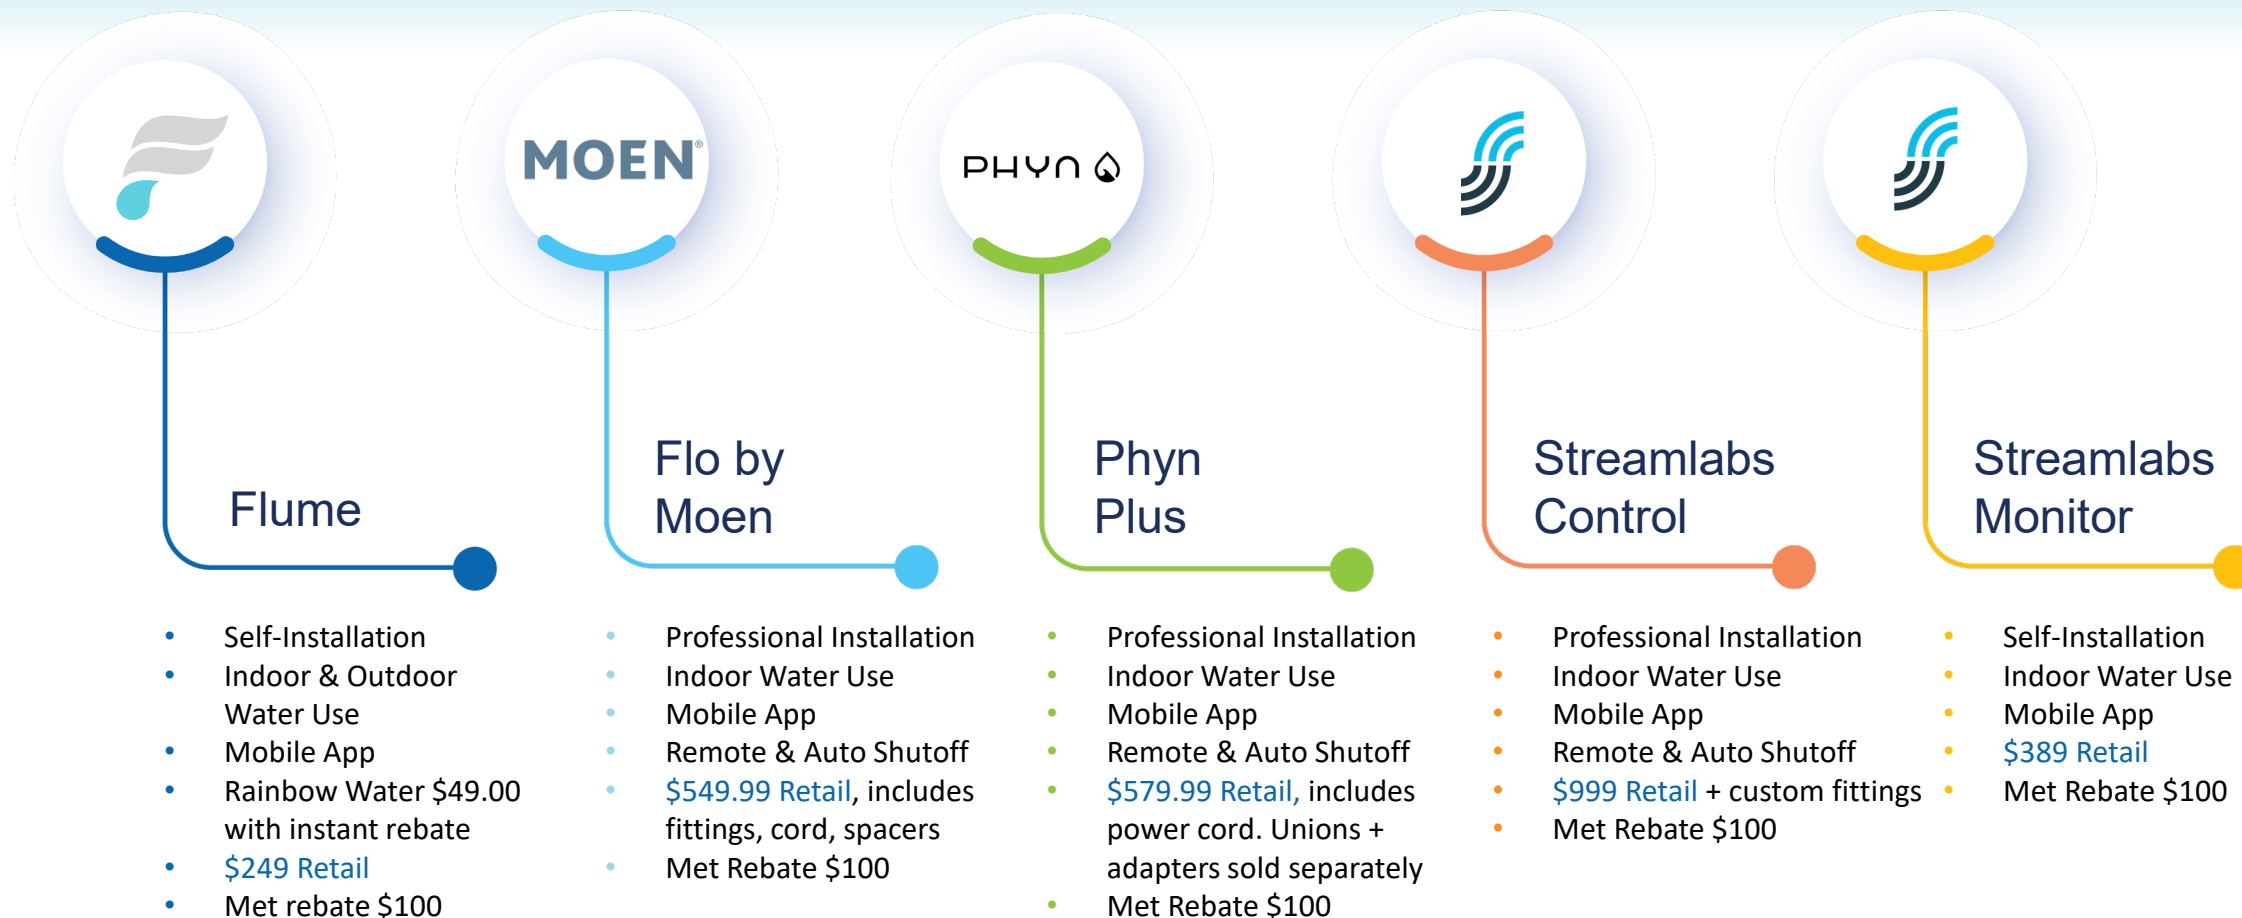 MOEN®
PHYN
Flume
Self-Installation
Indoor & Outdoor
Water Use
Mobile App
Rainbow Water $49.00
with instant rebate
$249 Retail
Met rebate $100
Flo by
Moen
Professional Installation
Indoor Water Use
Mobile App
Remote & Auto Shutoff
$549.99 Retail, includes
fittings, cord, spacers
Met Rebate $100
Phyn
Plus
Professional Installation
Indoor Water Use
Mobile App
Remote & Auto Shutoff
$579.99 Retail, includes
power cord. Unions +
adapters sold separately
Met Rebate $100
Streamlabs
Control
Professional Installation
Indoor Water Use
Mobile App
Remote & Auto Shutoff
$999 Retail + custom fittings
Met Rebate $100
Streamlabs
Monitor
Self-Installation
Indoor Water Use
Mobile App
$389 Retail
Met Rebate $100